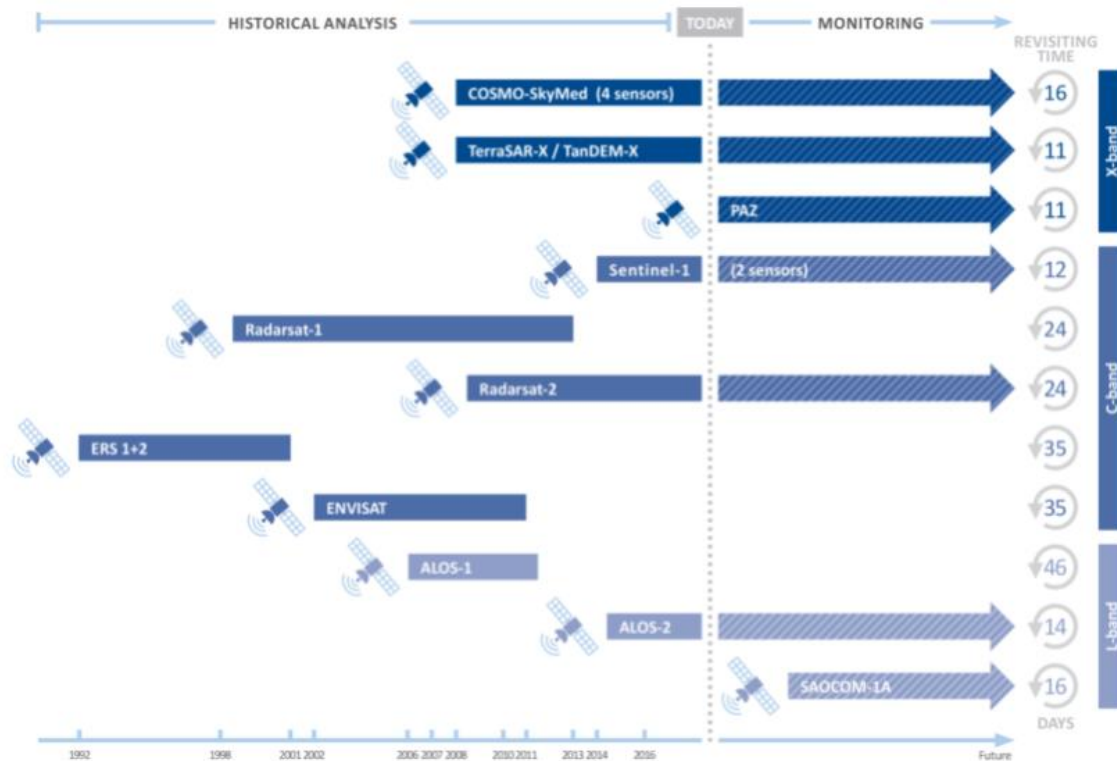 HISTORICAL ANALYSIS
TODAY
MONITORING
REVISITING
TIME
COSMO-SkyMed (4 sensors)
16
TerraSAR-X / TanDEM-X
11
PAZ
11
X-band
Sentinel-1
(2 sensors)
12
Radarsat-1
24
Radarsat-2
24
ERS 1+2
35
ENVISAT
35
C-band
ALOS-1
46
ALOS-2
14
SAOCOM-1A
16
L-band
DAYS
1992 1998 2001 2002 2006 2007 2008 2010 2011 2013 2014 2016 Future